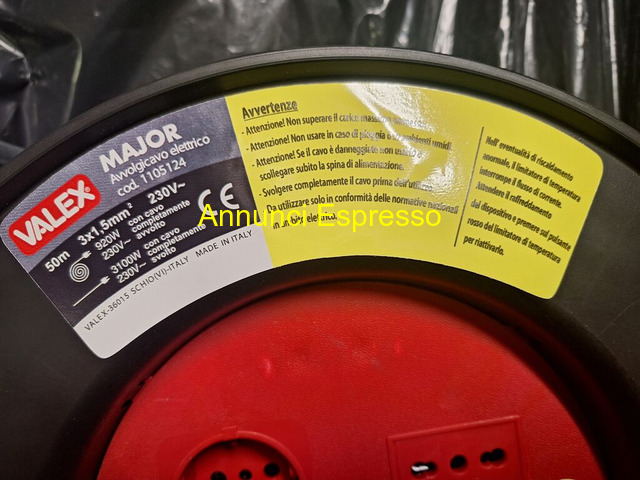 VALEX
MAJOR
Avvolgicavo elettrico
cod. 1105124
50m 3x1.5mm² 230V~
920W con cavo
230V~ completamente
avvolto
3100W con cavo
230V~ completamente
svolto
CE
VALEX-36015 SCHIO(VI)-ITALY MADE IN ITALY
Avvertenze
- Attenzione! Non superare il carico massimo
- Attenzione! Non usare in caso di pioggia o in ambienti umidi.
- Attenzione! Se il cavo è danneggiato non usarlo e
scollegare subito la spina di alimentazione.
- Svolgere completamente il cavo prima dell'utilizzo.
Da utilizzare solo in conformità delle normative nazionali
Nell' eventualità di riscaldamento
anormale, il limitatore di temperatura
interrompe il flusso di corrente.
Attendere il raffreddamento
del dispositivo e premere sul pulsante
rosso del limitatore di temperatura
per riattivarlo.
Annunci Espresso